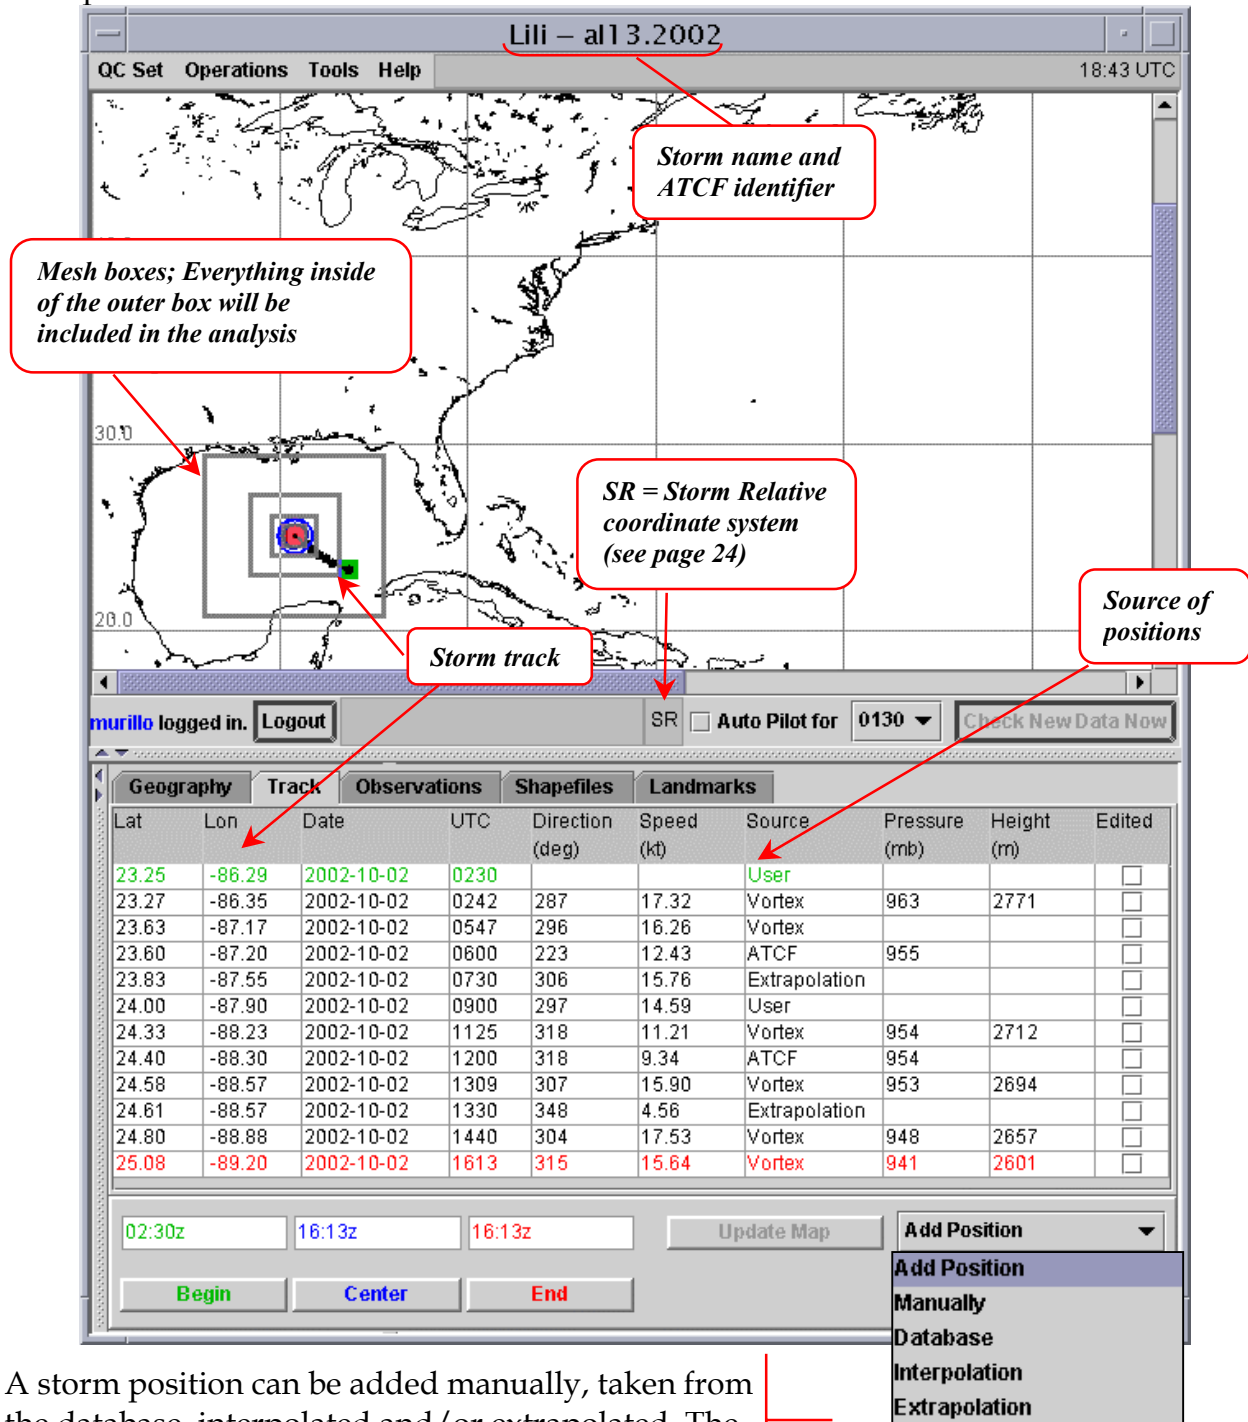 Lili – al13.2002
QC Set Operations Tools Help 18:43 UTC
Storm name and
ATCF identifier
Mesh boxes; Everything inside
of the outer box will be
included in the analysis
30.0
SR = Storm Relative
coordinate system
(see page 24)
Source of
positions
20.0
Storm track
murillo logged in. Logout SR Auto Pilot for 0130 Check New Data Now
Geography Track Observations Shapefiles Landmarks
Lat Lon Date UTC Direction Speed Source Pressure Height Edited
(deg) (kt) (mb) (m)
23.25 -86.29 2002-10-02 0230 User
23.27 -86.35 2002-10-02 0242 287 17.32 Vortex 963 2771
23.63 -87.17 2002-10-02 0547 296 16.26 Vortex
23.60 -87.20 2002-10-02 0600 223 12.43 ATCF 955
23.83 -87.55 2002-10-02 0730 306 15.76 Extrapolation
24.00 -87.90 2002-10-02 0900 297 14.59 User
24.33 -88.23 2002-10-02 1125 318 11.21 Vortex 954 2712
24.40 -88.30 2002-10-02 1200 318 9.34 ATCF 954
24.58 -88.57 2002-10-02 1309 307 15.90 Vortex 953 2694
24.61 -88.57 2002-10-02 1330 348 4.56 Extrapolation
24.80 -88.88 2002-10-02 1440 304 17.53 Vortex 948 2657
25.08 -89.20 2002-10-02 1613 315 15.64 Vortex 941 2601
02:30z 16:13z 16:13z Update Map Add Position
Add Position
Begin Center End
Manually
Database
Interpolation
Extrapolation
A storm position can be added manually, taken from
the database, interpolated and/or extrapolated. The